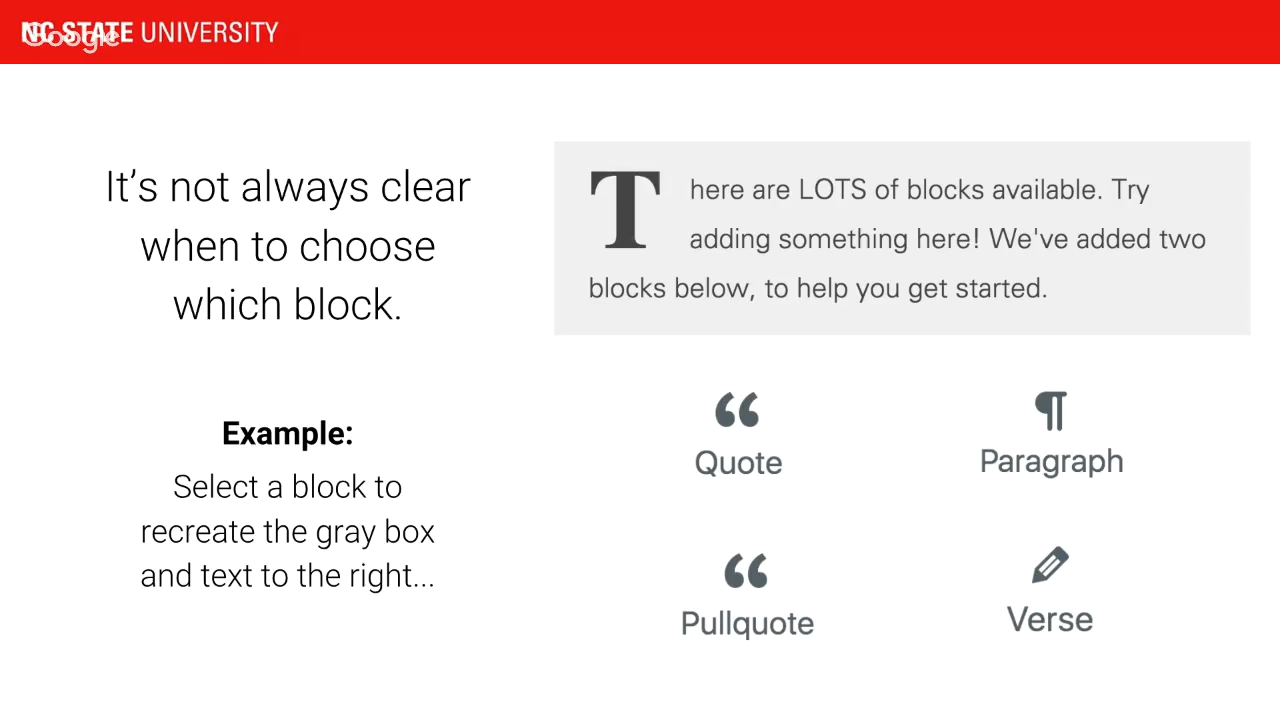 NC STATE UNIVERSITY
Google
It’s not always clear
when to choose
which block.
Example:
Select a block to
recreate the gray box
and text to the right...
There are LOTS of blocks available. Try
adding something here! We've added two
blocks below, to help you get started.
Quote
Paragraph
Pullquote
Verse